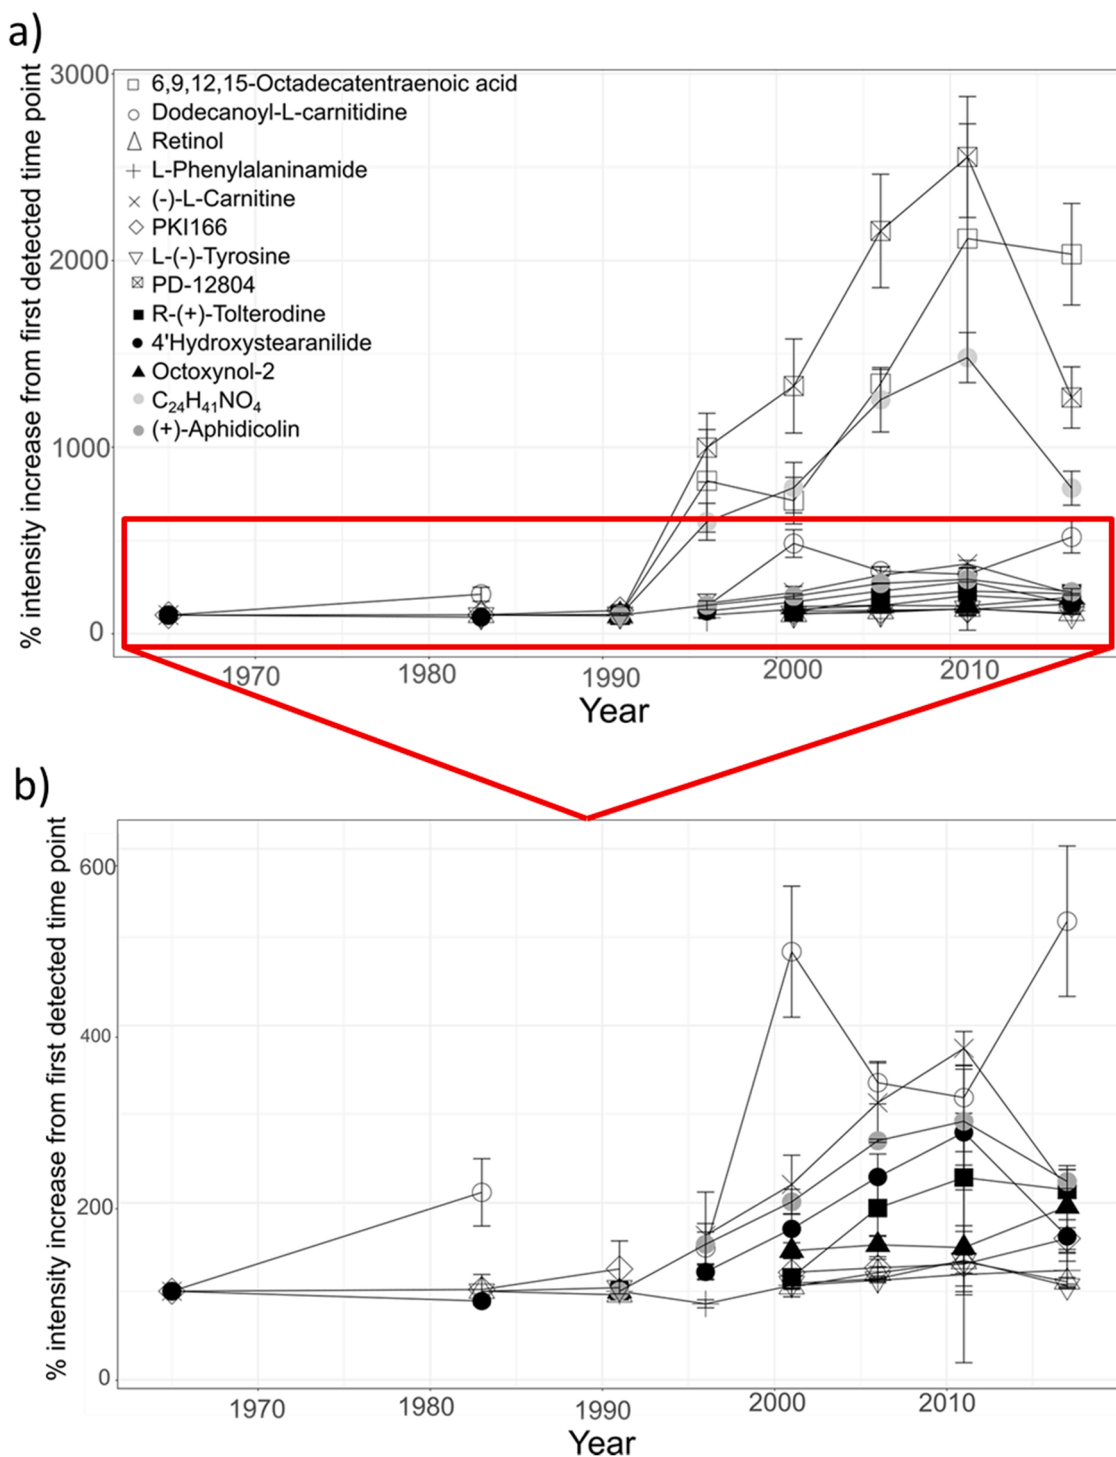 a)
% intensity increase from first detected time point
3000
2000
1000
0
6,9,12,15-Octadecatentraenoic acid
Dodecanoyl-L-carnitidine
Retinol
L-Phenylalaninamide
(-)-L-Carnitine
PKI166
L-(-)-Tyrosine
PD-12804
R-(+)-Tolterodine
4'Hydroxystearanilide
Octoxynol-2
C₂₄H₄₁NO₄
(+)-Aphidicolin
1970 1980 1990 2000 2010
Year
b)
% intensity increase from first detected time point
600
400
200
0
1970 1980 1990 2000 2010
Year